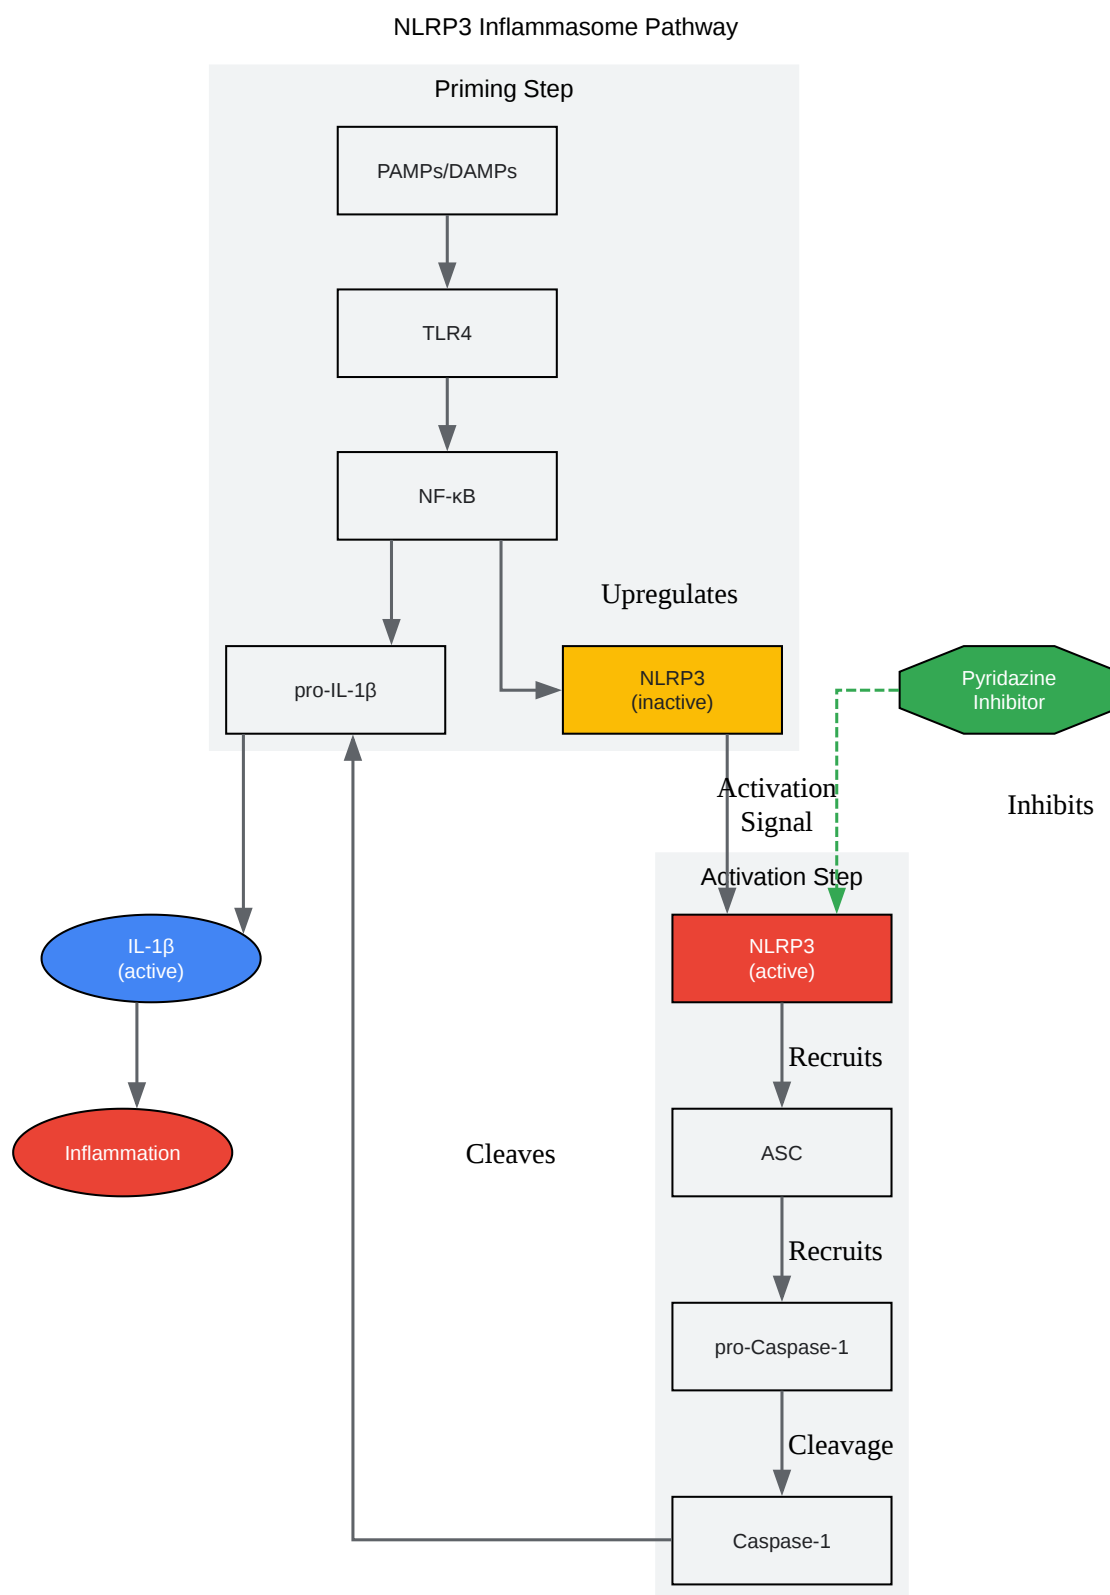 NLRP3 Inflammasome Pathway
Priming Step
PAMPs/DAMPs
TLR4
NF-κB
Upregulates
pro-IL-1β
NLRP3
(inactive)
Pyridazine
Inhibitor
Activation
Signal
Inhibits
Activation Step
IL-1β
(active)
NLRP3
(active)
Recruits
Inflammation
Cleaves
ASC
Recruits
pro-Caspase-1
Cleavage
Caspase-1